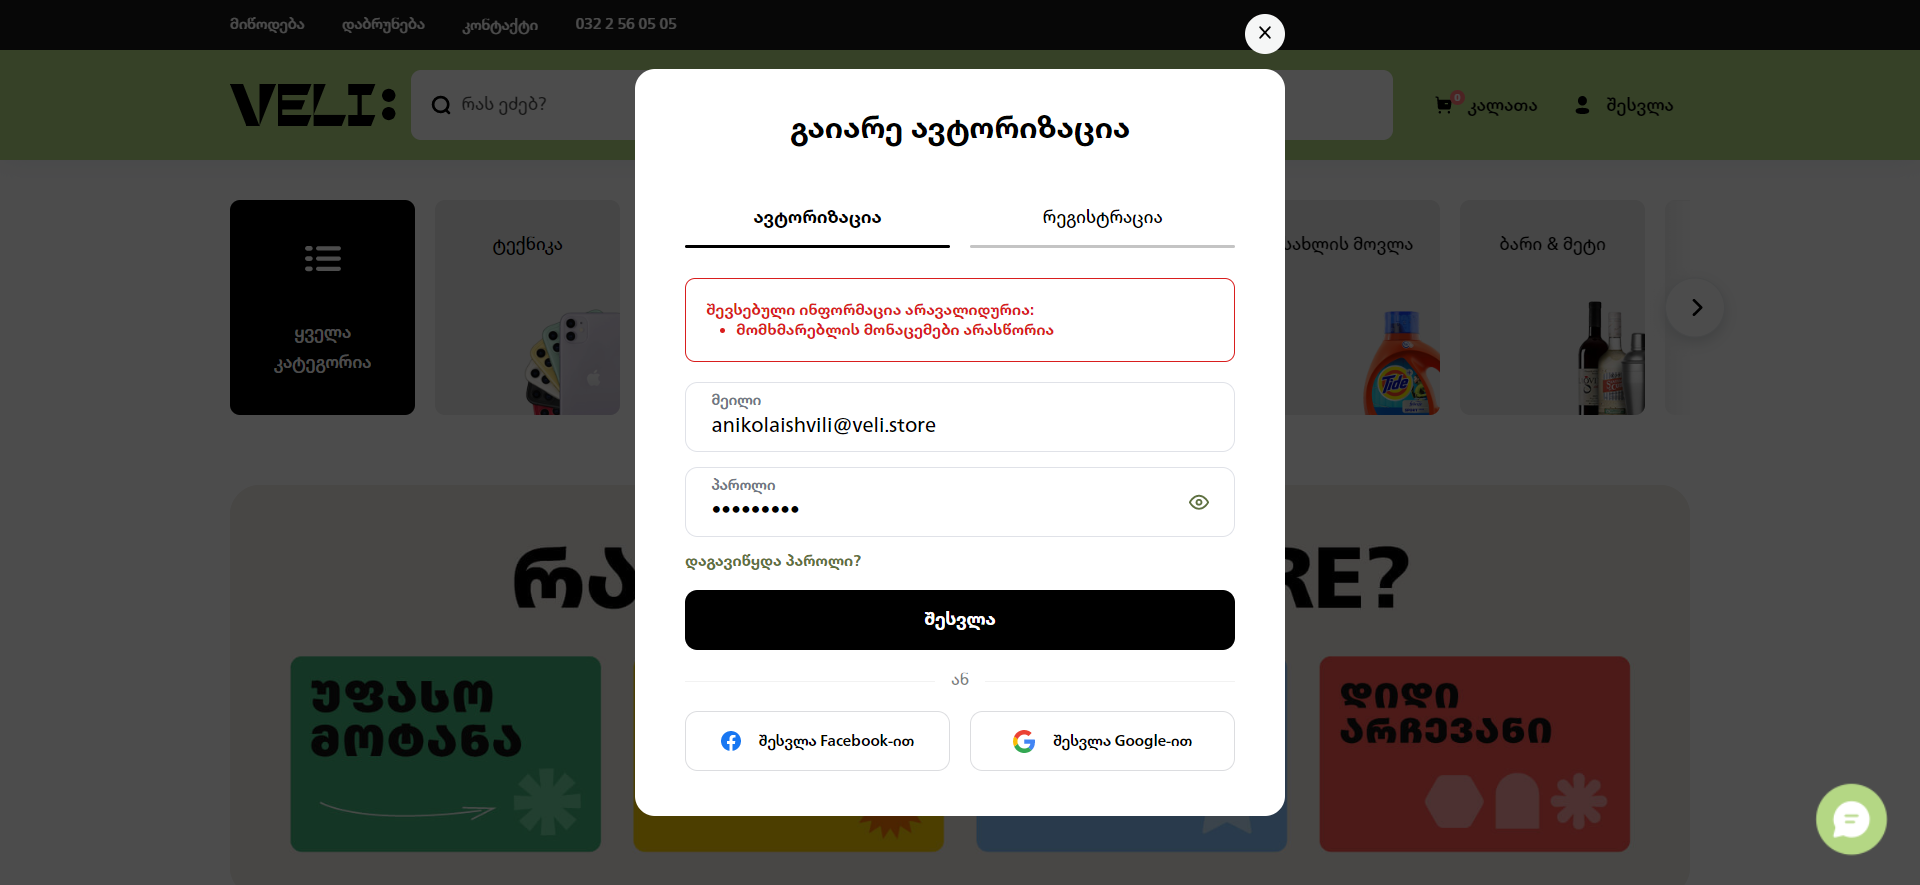 მიწოდება დაბრუნება კონტაქტი 032 2 56 05 05
VELI:
რას ეძებ?
0
კალათა
შესვლა
ყველა
კატეგორია
ტექნიკა
სახლის მოვლა
Tide
ბარი & მეტი
გაიარე ავტორიზაცია
ავტორიზაცია
რეგისტრაცია
შევსებული ინფორმაცია არავალიდურია:
• მომხმარებლის მონაცემები არასწორია
მეილი
anikolaishvili@veli.store
პაროლი
•••••••••
დაგავიწყდა პაროლი?
შესვლა
ან
შესვლა Facebook-ით
შესვლა Google-ით
რა
RE?
უფასო
მოტანა
დიდი
არჩევანი